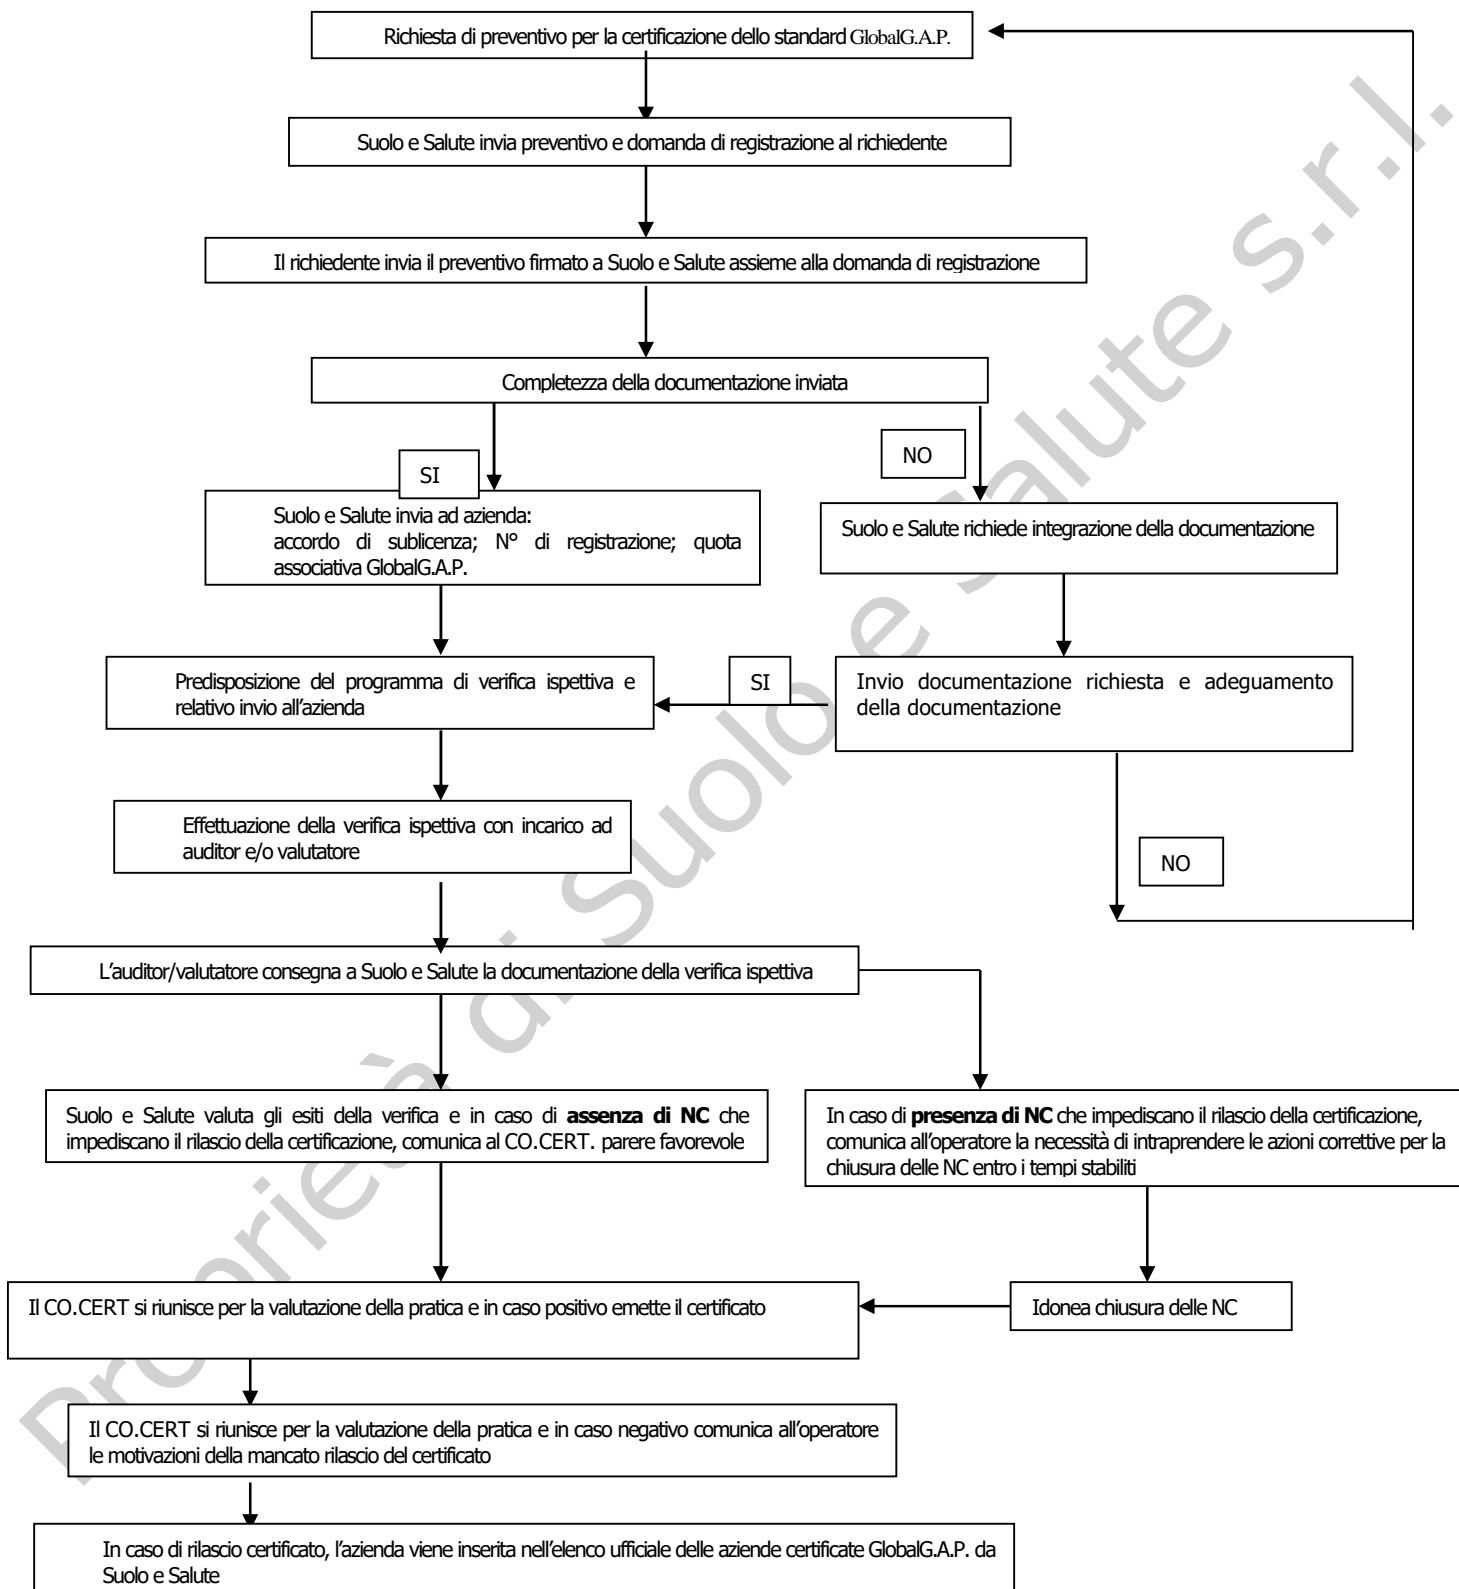 Richiesta di preventivo per la certificazione dello standard GlobalG.A.P.
Suolo e Salute invia preventivo e domanda di registrazione al richiedente
Il richiedente invia il preventivo firmato a Suolo e Salute assieme alla domanda di registrazione
Completezza della documentazione inviata
SI
NO
Suolo e Salute invia ad azienda:
accordo di sublicenza; N° di registrazione; quota
associativa GlobalG.A.P.
Suolo e Salute richiede integrazione della documentazione
Predisposizione del programma di verifica ispettiva e
relativo invio all’azienda
SI
Invio documentazione richiesta e adeguamento
della documentazione
Effettuazione della verifica ispettiva con incarico ad
auditor e/o valutatore
NO
L’auditor/valutatore consegna a Suolo e Salute la documentazione della verifica ispettiva
Suolo e Salute valuta gli esiti della verifica e in caso di assenza di NC che
impediscano il rilascio della certificazione, comunica al CO.CERT. parere favorevole
In caso di presenza di NC che impediscano il rilascio della certificazione,
comunica all’operatore la necessità di intraprendere le azioni correttive per la
chiusura delle NC entro i tempi stabiliti
Il CO.CERT si riunisce per la valutazione della pratica e in caso positivo emette il certificato
Idonea chiusura delle NC
Il CO.CERT si riunisce per la valutazione della pratica e in caso negativo comunica all’operatore
le motivazioni della mancato rilascio del certificato
In caso di rilascio certificato, l’azienda viene inserita nell’elenco ufficiale delle aziende certificate GlobalG.A.P. da
Suolo e Salute
Proprietà di Suolo e Salute s.r.l.